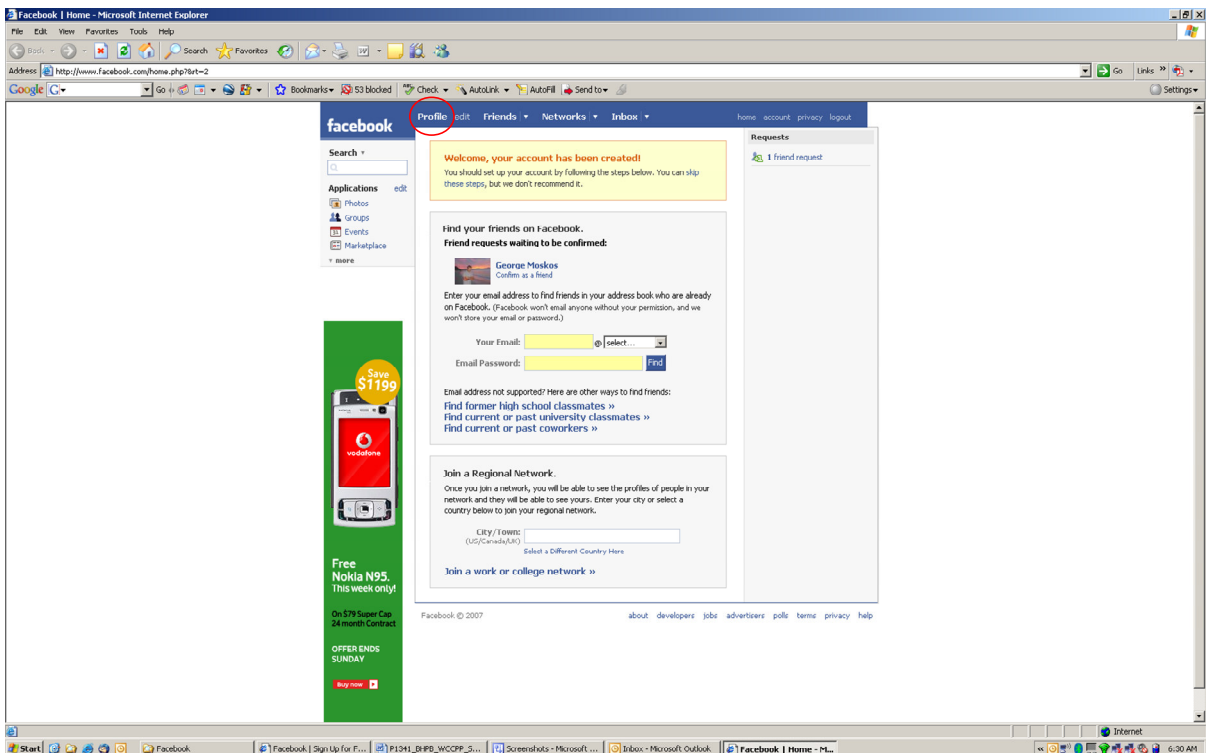 Facebook | Home - Microsoft Internet Explorer
File Edit View Favorites Tools Help
Back Search Favorites
Address http://www.facebook.com/home.php?&rt=2 Go Links »
Google G Go Bookmarks 53 blocked Check AutoLink AutoFill Send to Settings
facebook
Profile edit Friends Networks Inbox home account privacy logout
Search
Applications edit
Photos
Groups
Events
Marketplace
more
Save
$1199
vodafone
Free
Nokia N95.
This week only!
On $79 Super Cap
24 month Contract
OFFER ENDS
SUNDAY
Buy now
Welcome, your account has been created!
You should set up your account by following the steps below. You can skip
these steps, but we don't recommend it.
Find your friends on Facebook.
Friend requests waiting to be confirmed:
George Moskos
Confirm as a friend
Enter your email address to find friends in your address book who are already
on Facebook. (Facebook won't email anyone without your permission, and we
won't store your email or password.)
Your Email: @ select...
Email Password: Find
Email address not supported? Here are other ways to find friends:
Find former high school classmates »
Find current or past university classmates »
Find current or past coworkers »
Join a Regional Network.
Once you join a network, you will be able to see the profiles of people in your
network and they will be able to see yours. Enter your city or select a
country below to join your regional network.
City/Town:
(US/Canada/UK)
Select a Different Country Here
Join a work or college network »
Requests
1 friend request
Facebook © 2007 about developers jobs advertisers polls terms privacy help
Internet
Start Facebook Facebook | Sign Up for F... P1341_BHPB_WCCPP_S... Screenshots - Microsoft ... Inbox - Microsoft Outlook Facebook | Home - M... « 6:30 AM